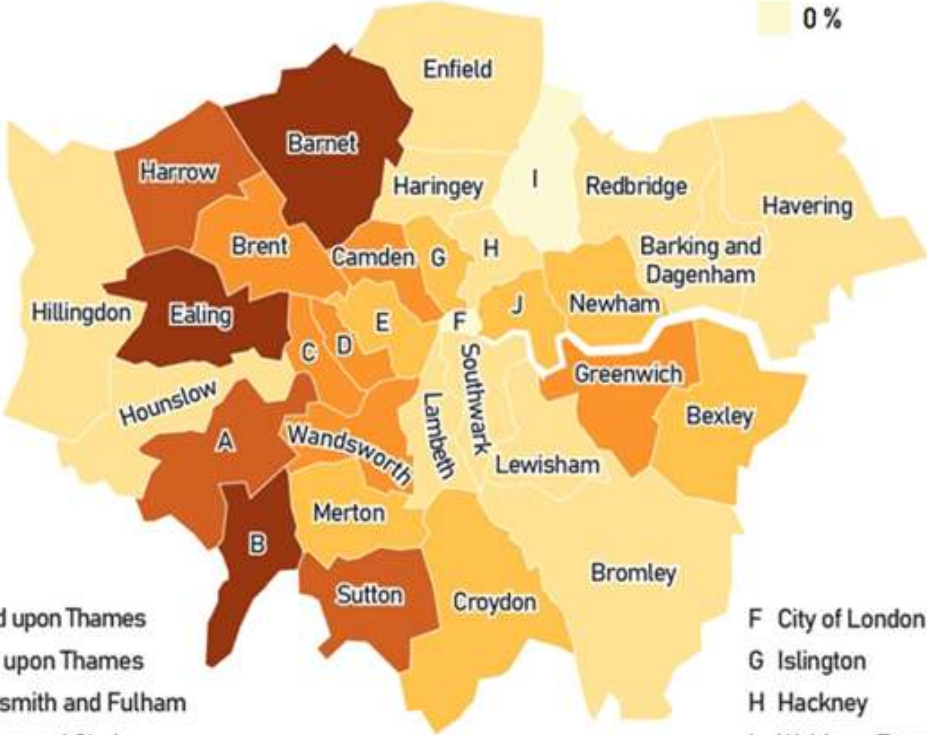 0 %
Enfield
Barnet
Harrow
Haringey
I
Redbridge
Havering
Brent
Camden
G
H
Barking and
Dagenham
Hillingdon
Ealing
E
F
J
Newham
C
D
Greenwich
Hounslow
Southwark
Lambeth
Bexley
A
Wandsworth
Lewisham
Merton
B
Bromley
Sutton
Croydon
upon Thames
upon Thames
smith and Fulham
F City of London
G Islington
H Hackney